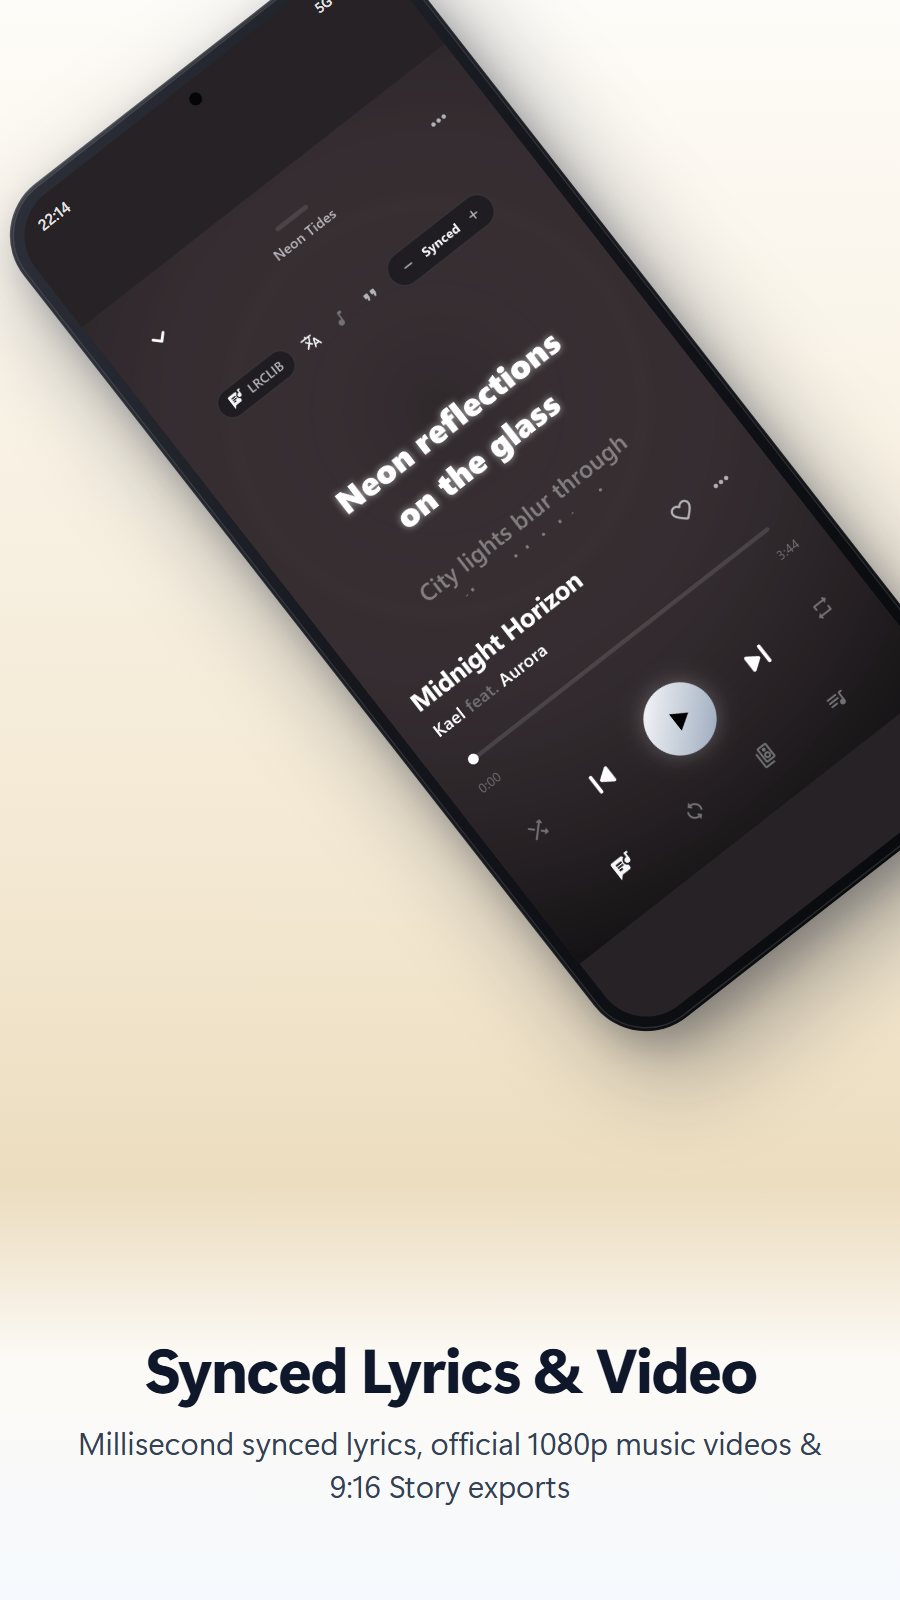 5G
22:14
Neon Tides
Synced
LRCLIB
Neon reflections
on the glass
City lights blur through
Midnight Horizon
Kael feat. Aurora
3:44
0:00
Synced Lyrics & Video
Millisecond synced lyrics, official 1080p music videos &
9:16 Story exports